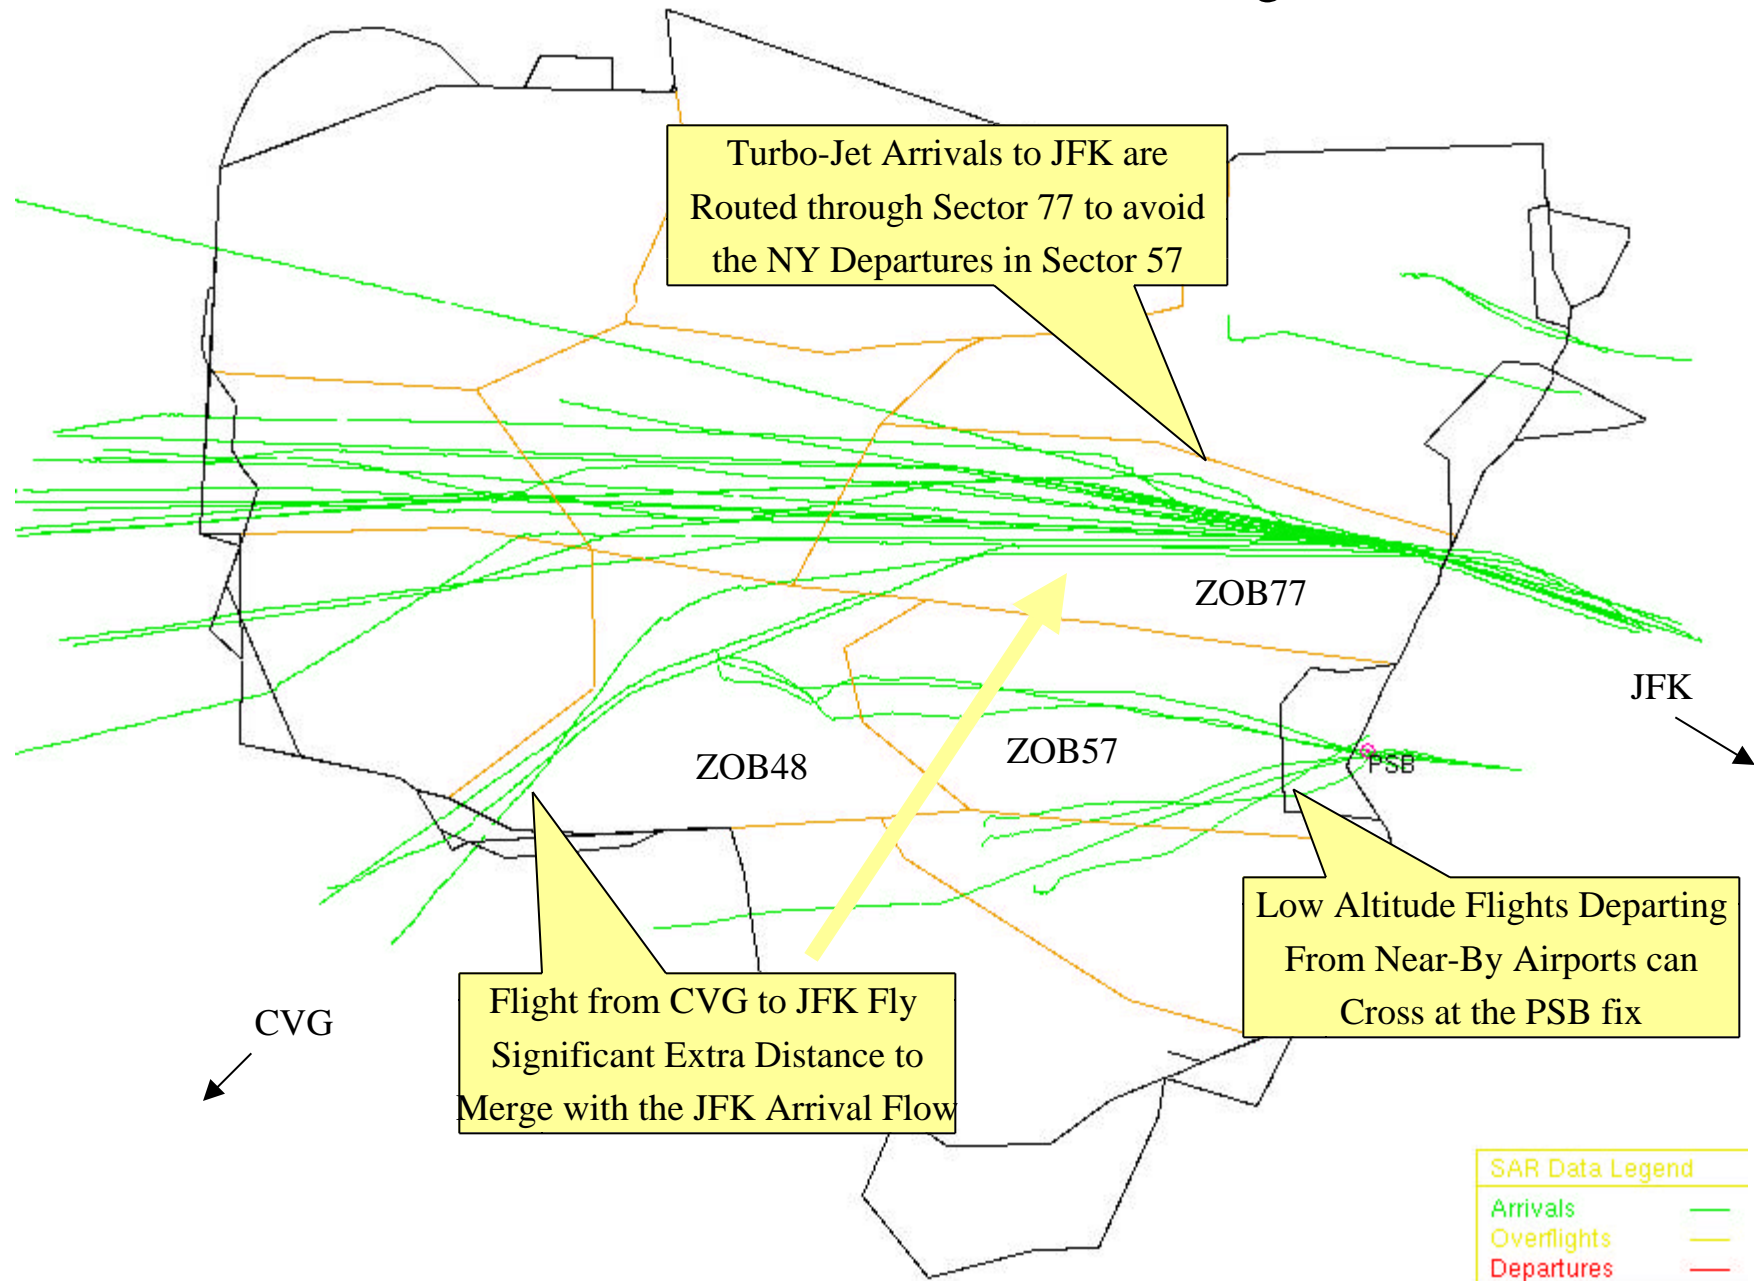 Turbo-Jet Arrivals to JFK are
Routed through Sector 77 to avoid
the NY Departures in Sector 57
ZOB77
JFK
ZOB48
ZOB57
PSB
Low Altitude Flights Departing
From Near-By Airports can
Cross at the PSB fix
CVG
Flight from CVG to JFK Fly
Significant Extra Distance to
Merge with the JFK Arrival Flow
SAR Data Legend
Arrivals
Overflights
Departures